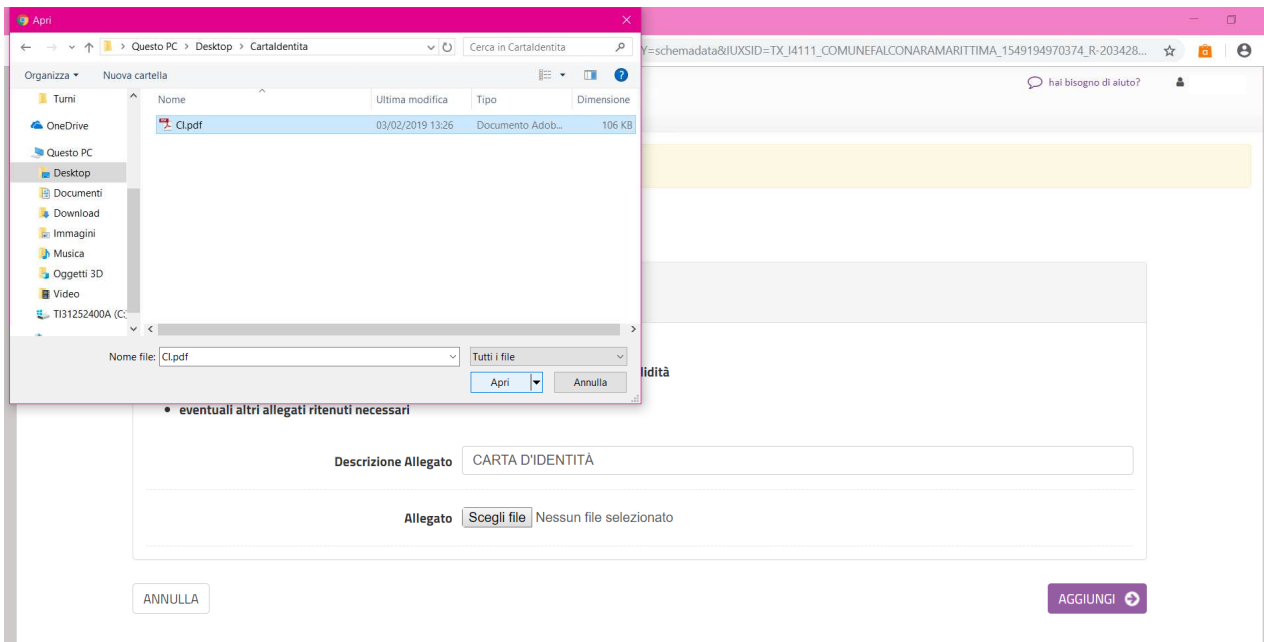 Apri
Questo PC > Desktop > CartaIdentita
Cerca in CartaIdentita
Y=schemadata&IUXSID=TX_I4111_COMUNEFALCONARAMARITTIMA_1549194970374_R-203428...
Organizza
Nuova cartella
hai bisogno di aiuto?
Turni
OneDrive
Questo PC
Desktop
Documenti
Download
Immagini
Musica
Oggetti 3D
Video
TI31252400A (C:
Nome
Ultima modifica
Tipo
Dimensione
CI.pdf
03/02/2019 13:26
Documento Adob...
106 KB
Nome file:
CI.pdf
Tutti i file
Apri
Annulla
lidità
• eventuali altri allegati ritenuti necessari
Descrizione Allegato
CARTA D'IDENTITÀ
Allegato
Scegli file
Nessun file selezionato
ANNULLA
AGGIUNGI